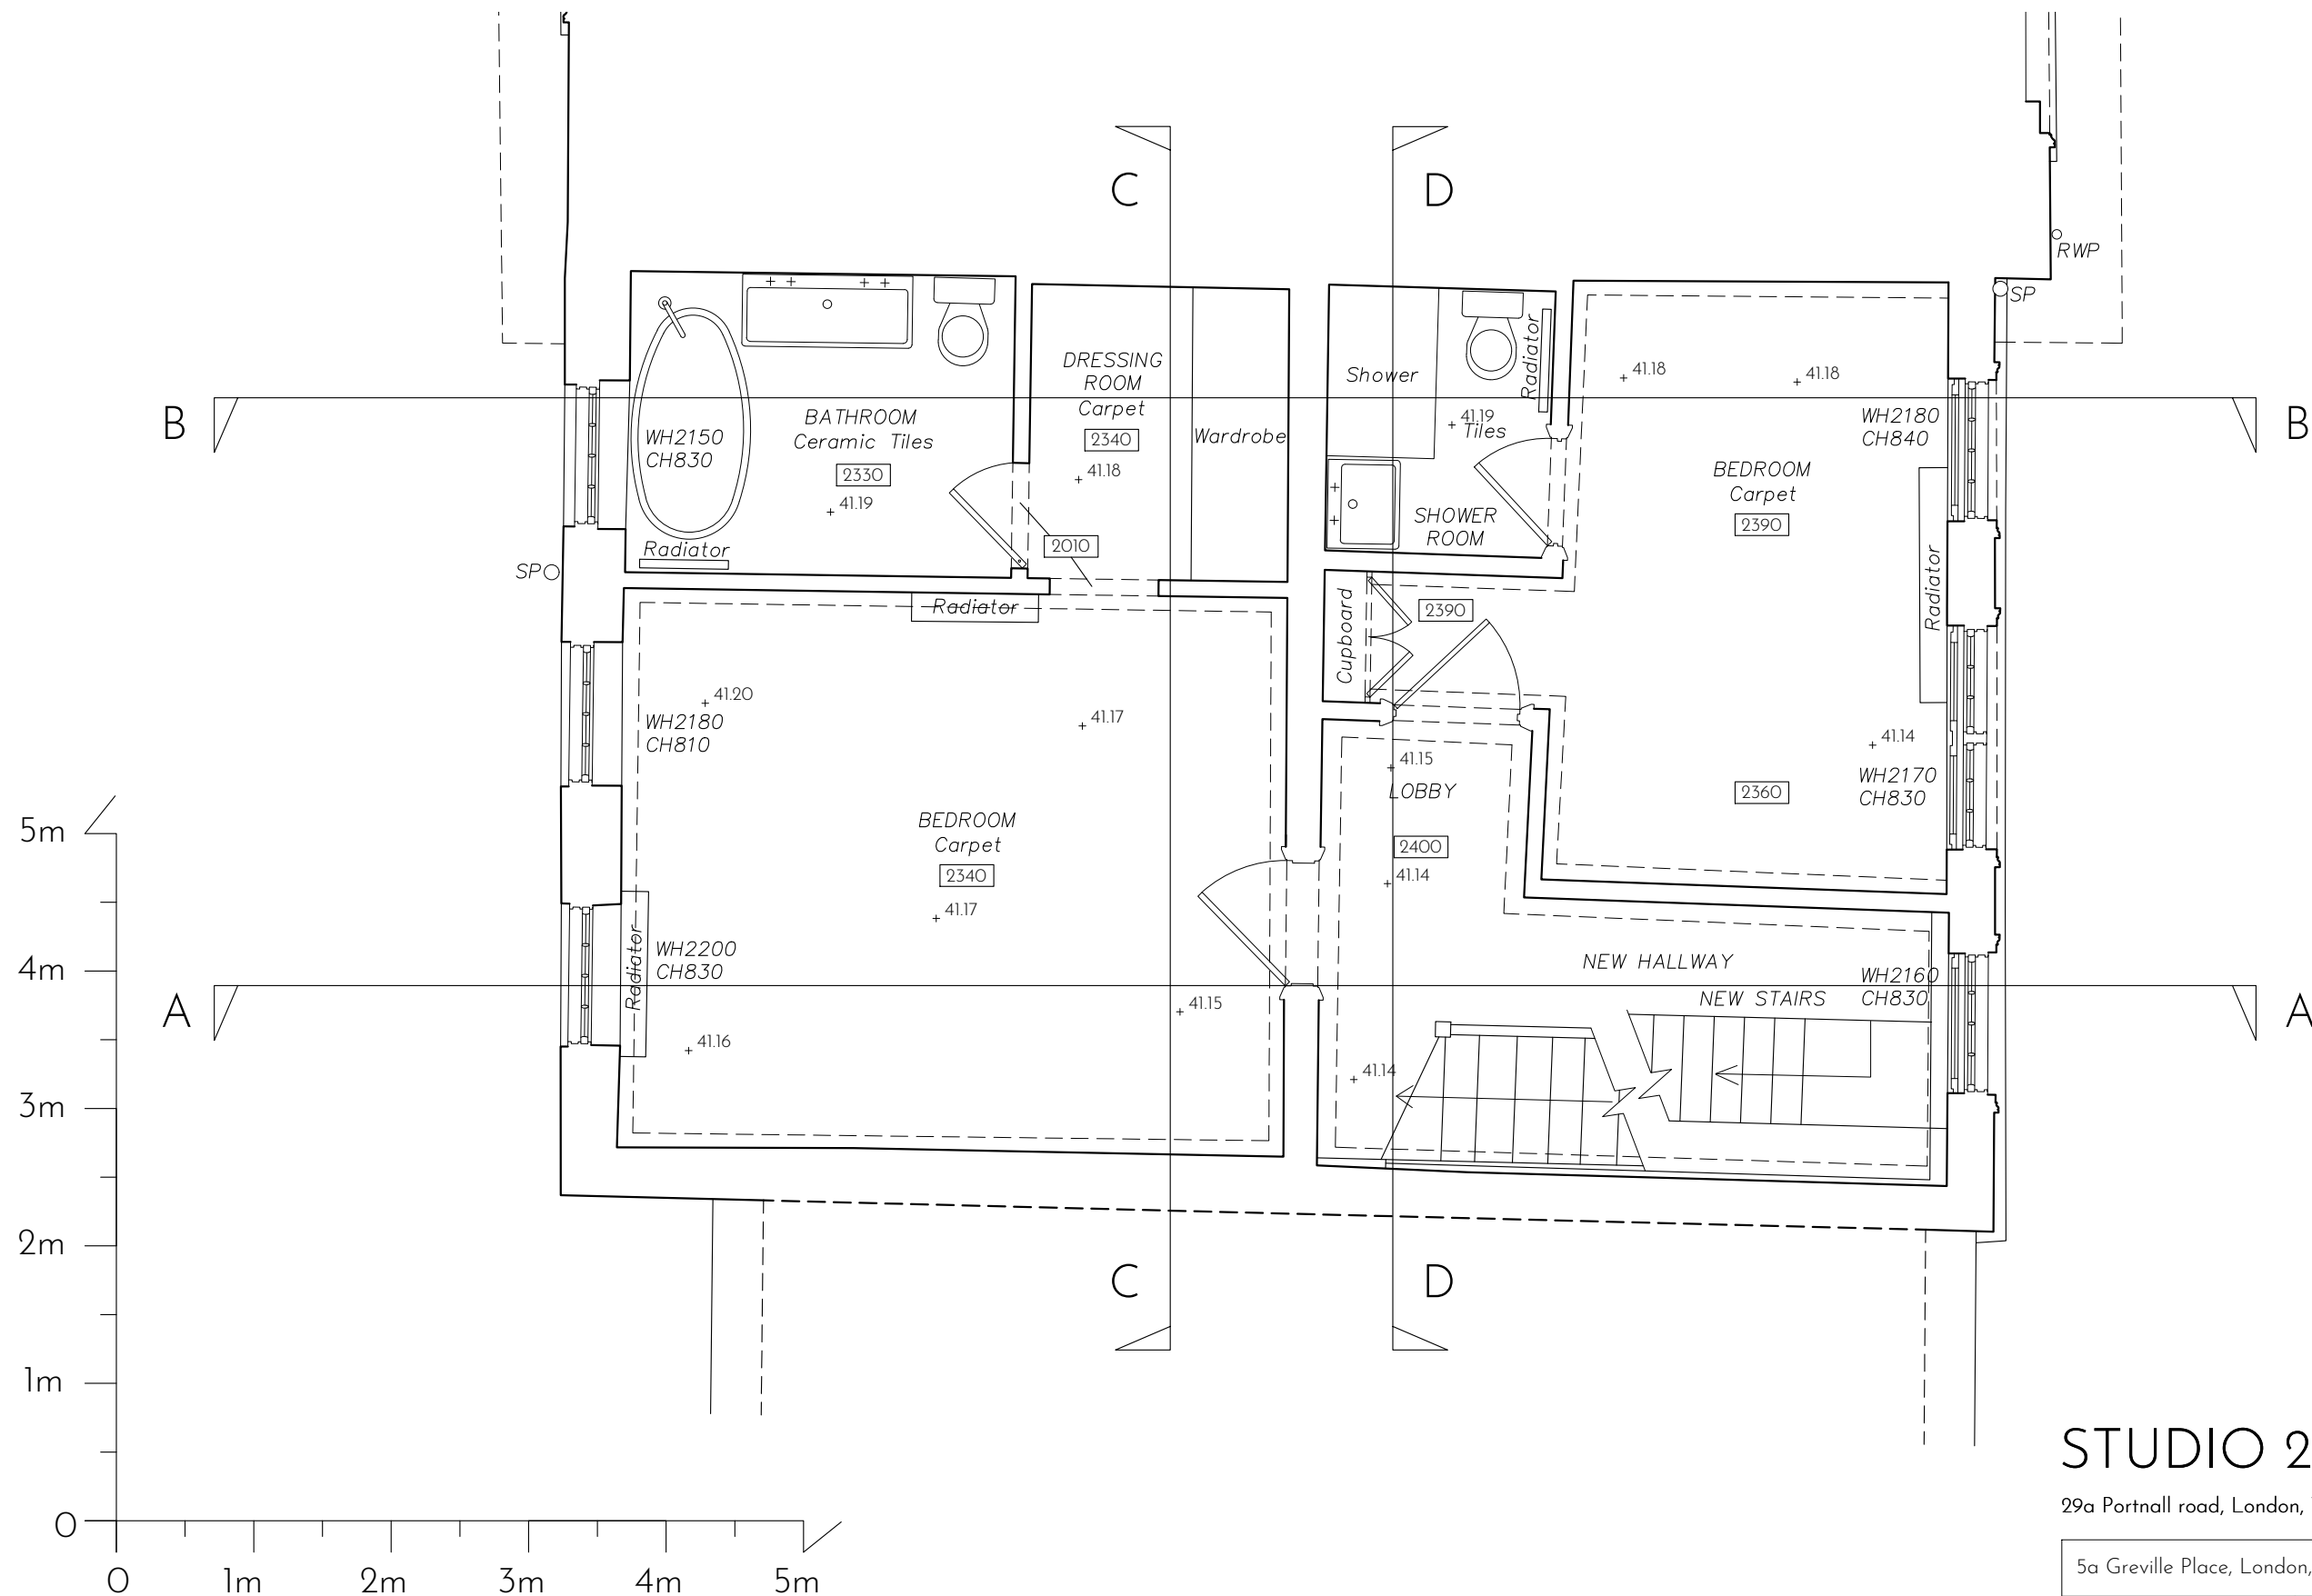 C
D
RWP
SP
DRESSING
ROOM
Carpet
2340
41.18
Wardrobe
Shower
Radiator
41.19
Tiles
SHOWER
ROOM
41.18
41.18
WH2180
CH840
B
B
BATHROOM
Ceramic Tiles
2330
41.19
WH2150
CH830
Radiator
SP
2010
BEDROOM
Carpet
2390
Radiator
Radiator
Cupboard
2390
41.20
WH2180
CH810
41.17
41.14
WH2170
CH830
2360
41.15
LOBBY
2400
41.14
BEDROOM
Carpet
2340
41.17
WH2200
CH830
Radiator
NEW HALLWAY
NEW STAIRS
WH2160
CH830
A
A
41.15
41.16
41.14
C
D
5m
4m
3m
2m
1m
0
0
1m
2m
3m
4m
5m
STUDIO 2
29a Portnall road, London,
5a Greville Place, London,